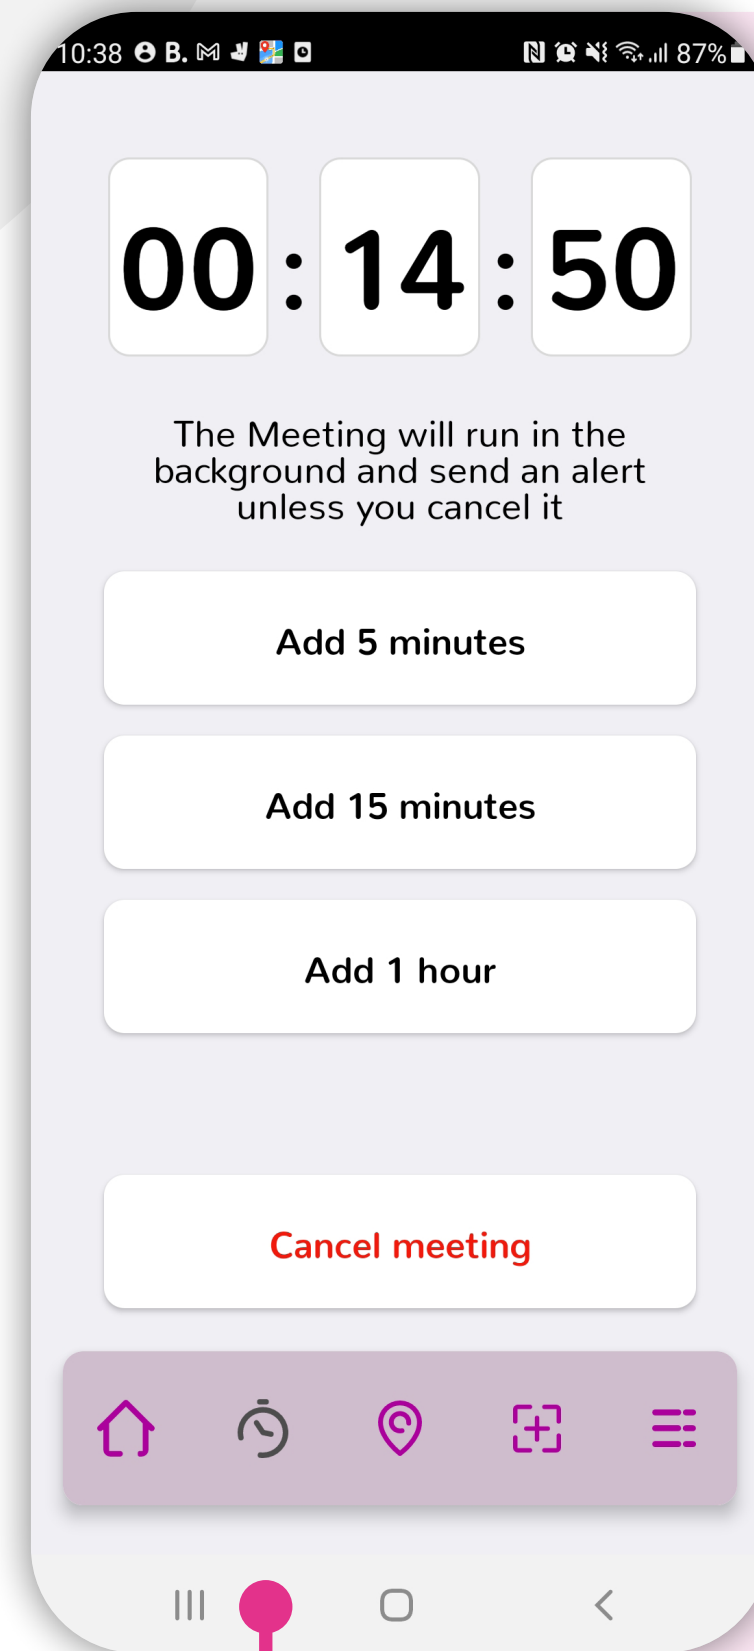 10:38 B. 87%
00 : 14 : 50
The Meeting will run in the
background and send an alert
unless you cancel it
Add 5 minutes
Add 15 minutes
Add 1 hour
Cancel meeting